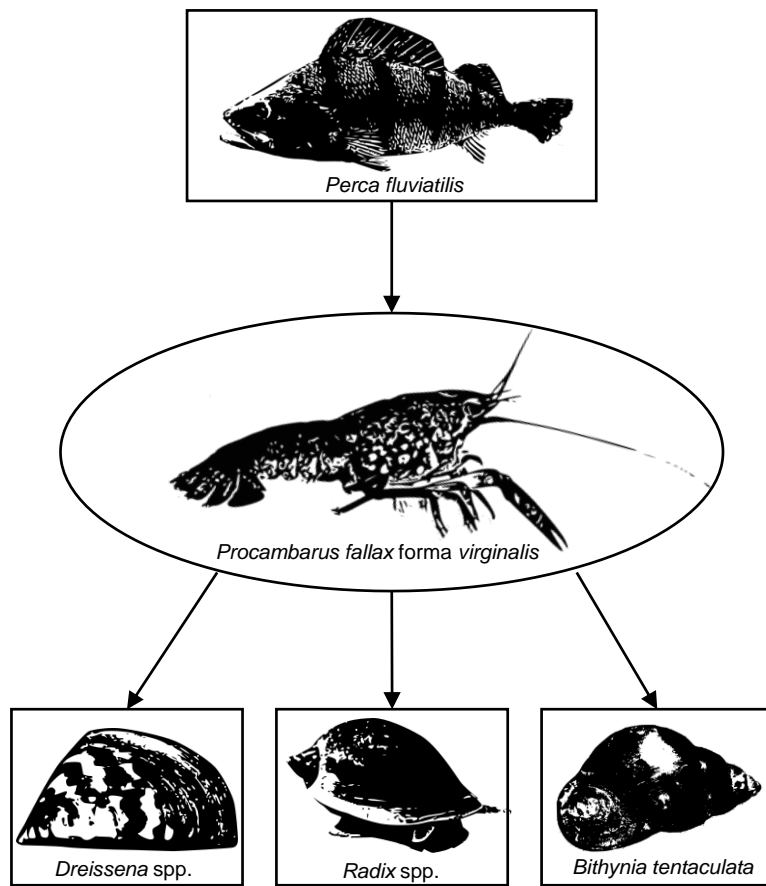 Perca fluviatilis
Procambarus fallax forma virginalis
Dreissena spp.
Radix spp.
Bithynia tentaculata